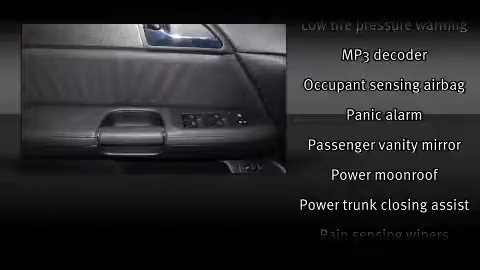 Low tire pressure warning
MP3 decoder
Occupant sensing airbag
Panic alarm
Passenger vanity mirror
Power moonroof
Power trunk closing assist
Rain sensing wipers